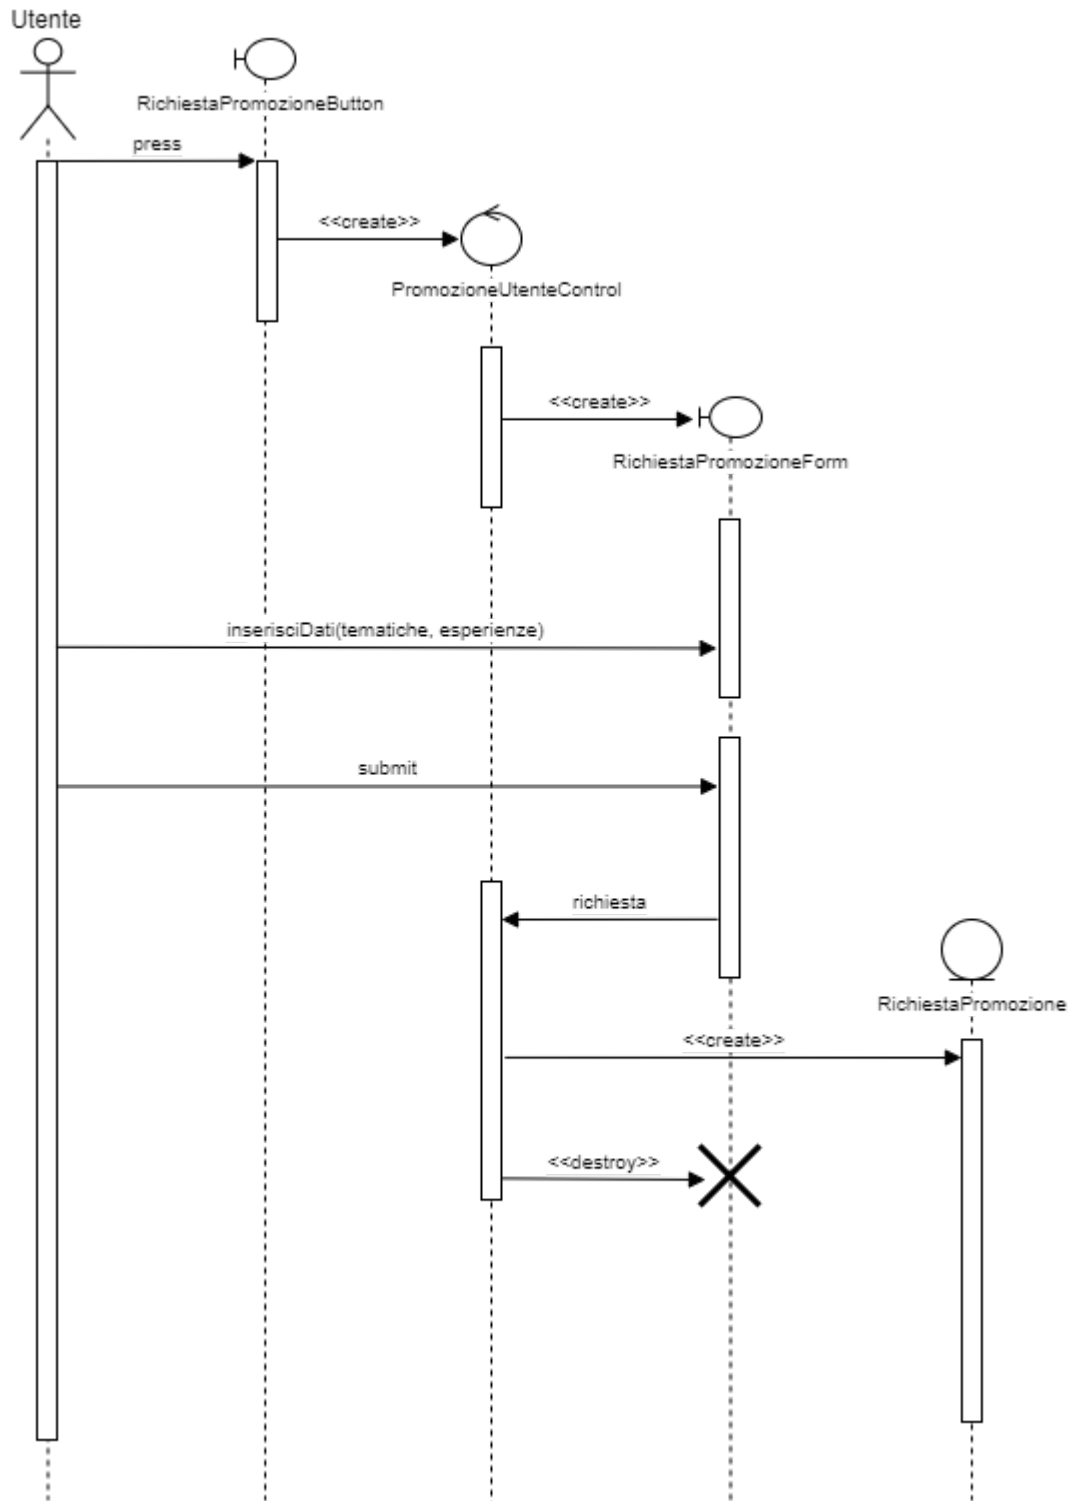 Utente
RichiestaPromozioneButton
press
<<create>>
PromozioneUtenteControl
<<create>>
RichiestaPromozioneForm
inserisciDati(tematiche, esperienze)
submit
richiesta
RichiestaPromozione
<<create>>
<<destroy>>